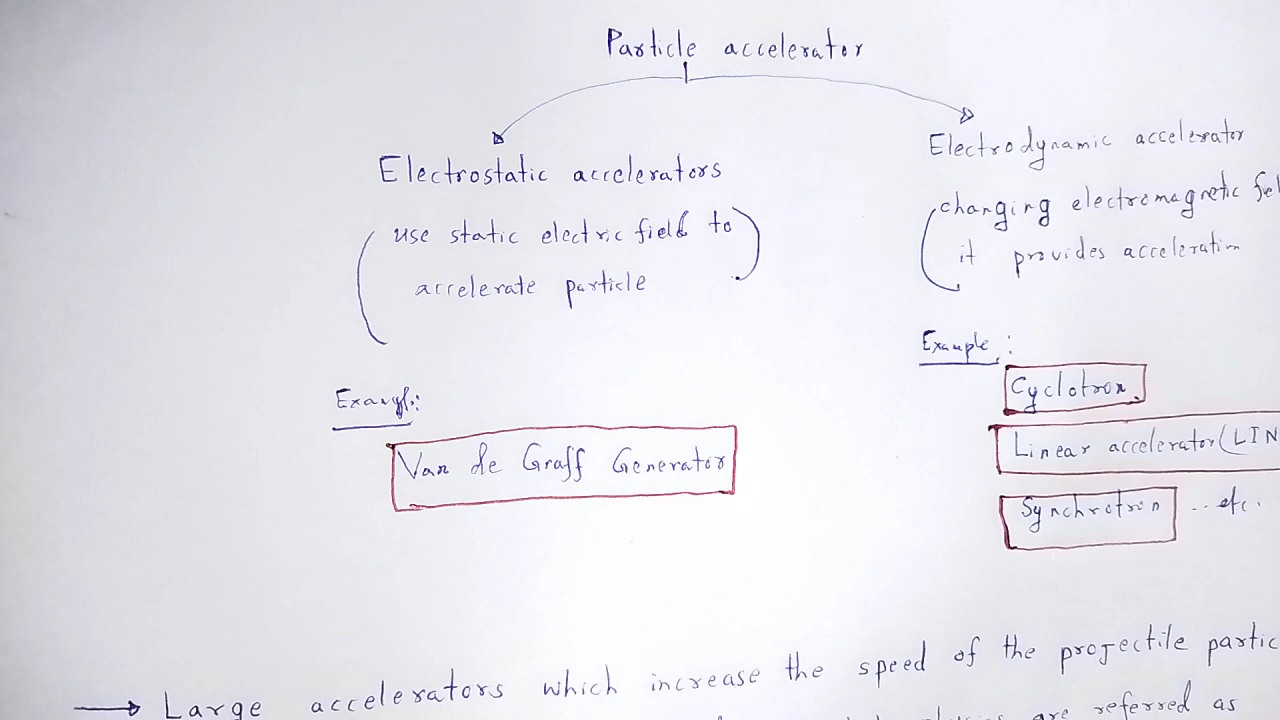 Particle accelerator
Electrostatic accelerators
(use static electric field to
accelerate particle)
Example:
Van de Graff Generator
Electrodynamic accelerator
(changing electromagnetic fiel
it provides acceleration
Example:
Cyclotron
Linear accelerator (LIN
Synchrotron ... etc.
→ Large accelerators which increase the speed of the projectile partic
are referred as